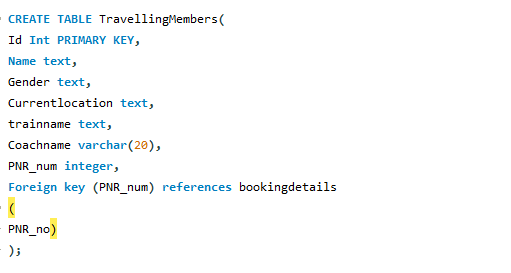 CREATE TABLE TravellingMembers(
Id Int PRIMARY KEY,
Name text,
Gender text,
Currentlocation text,
trainname text,
Coachname varchar(20),
PNR_num integer,
Foreign key (PNR_num) references bookingdetails
(
PNR_no)
);